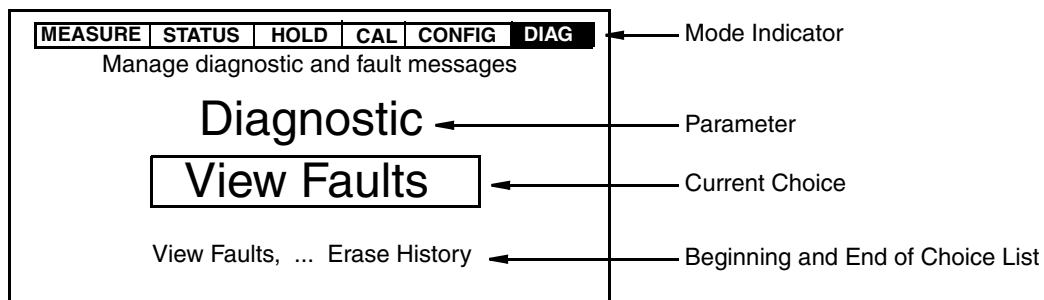 MEASURE STATUS HOLD CAL CONFIG DIAG Mode Indicator
Manage diagnostic and fault messages
Diagnostic Parameter
View Faults Current Choice
View Faults, ... Erase History Beginning and End of Choice List